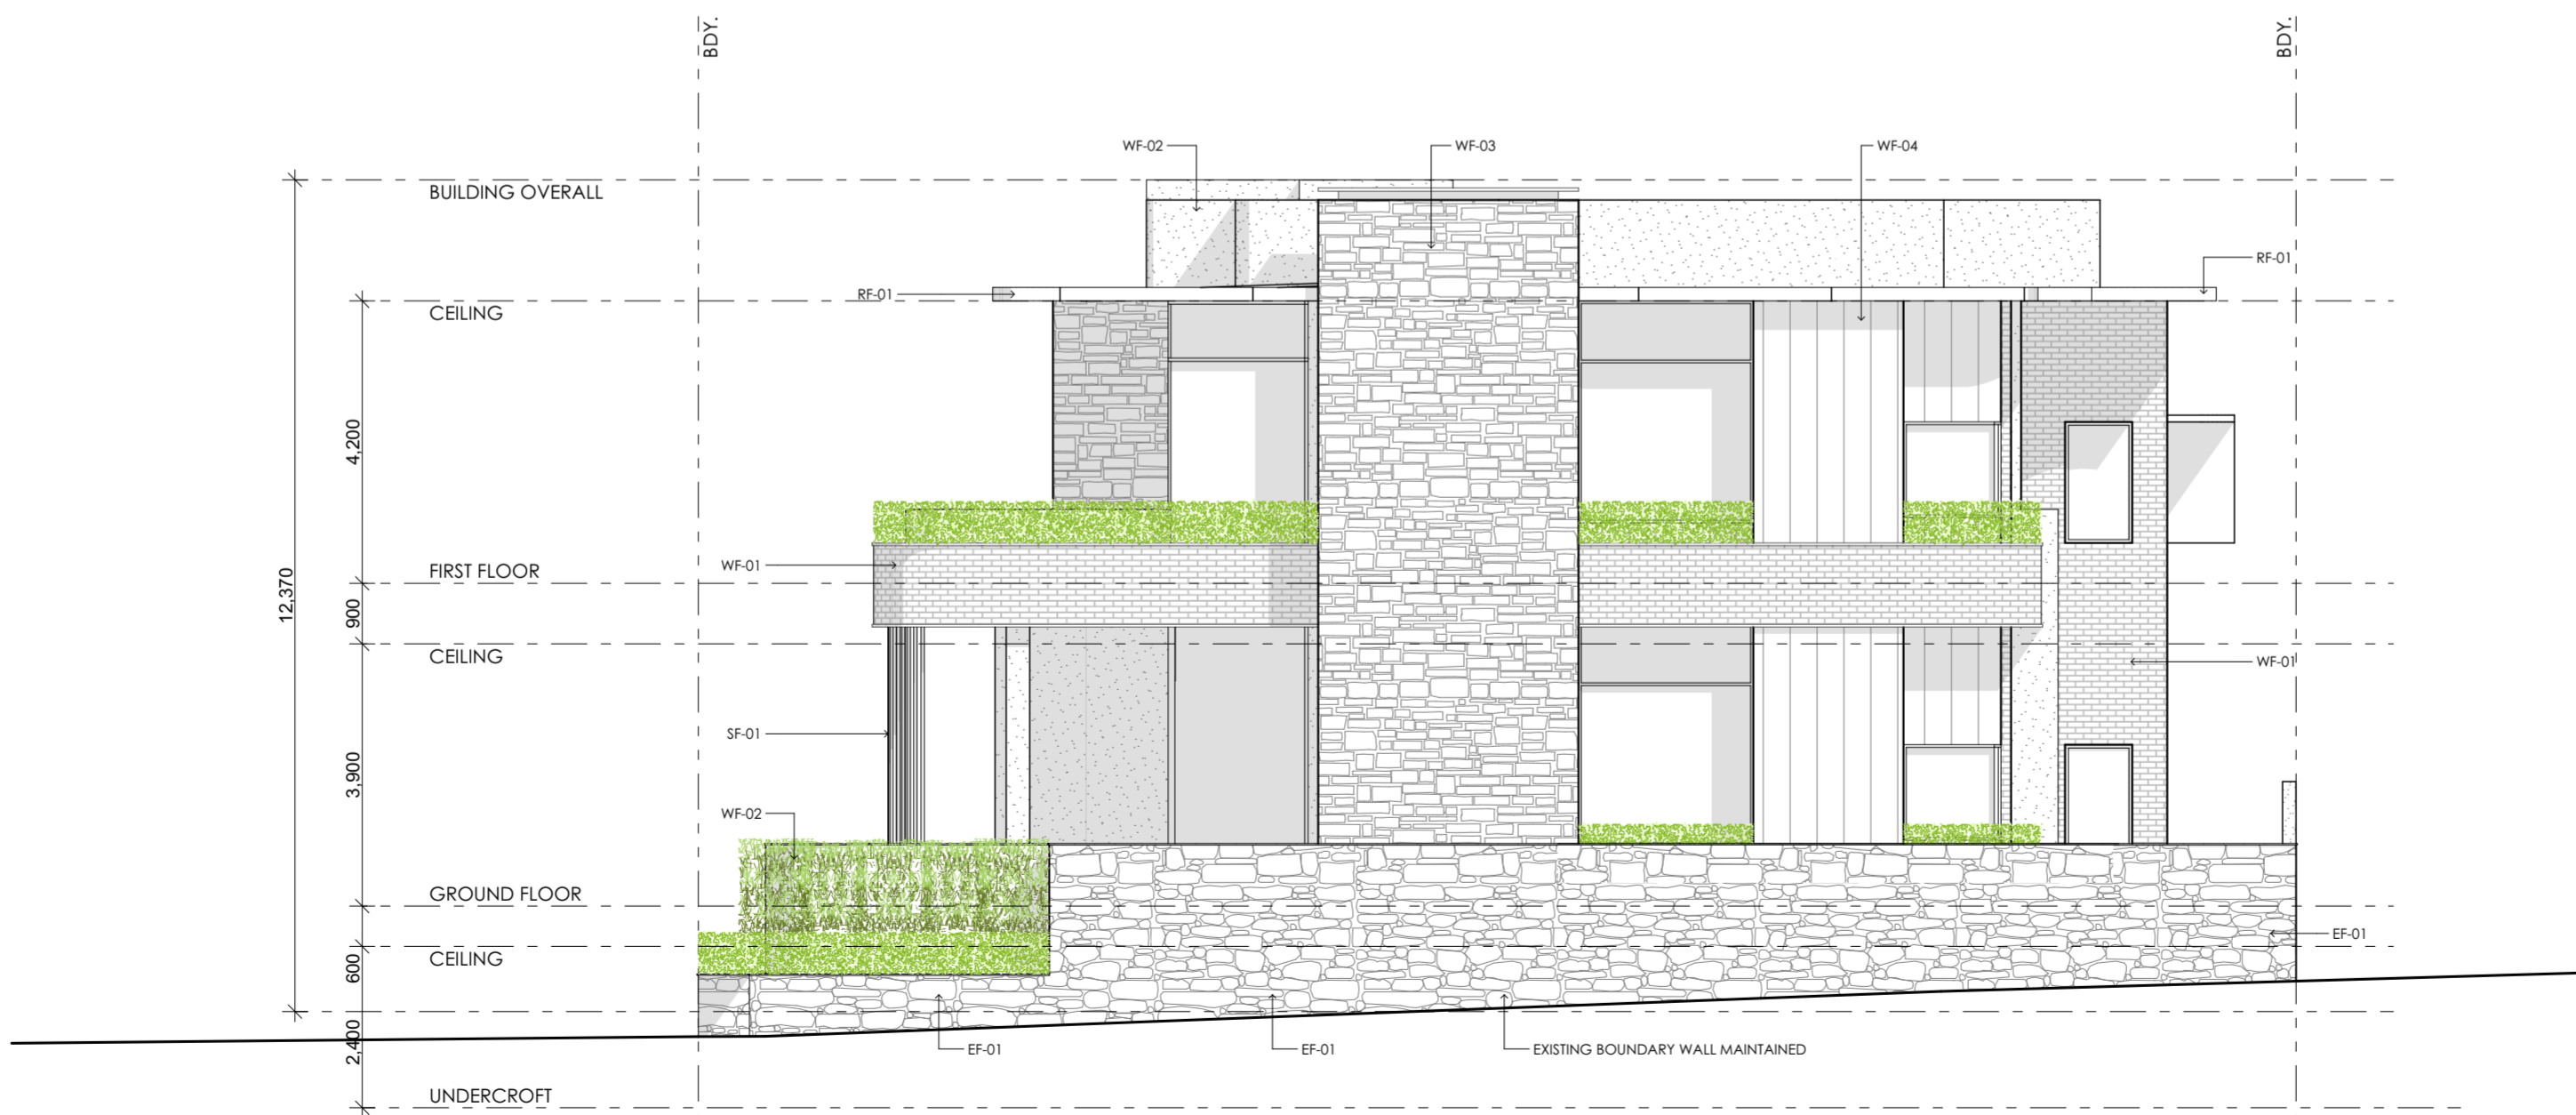 BDY.
BDY.
WF-02
WF-03
WF-04
BUILDING OVERALL
RF-01
RF-01
CEILING
4,200
WF-01
FIRST FLOOR
12,370
900
CEILING
WF-01
SF-01
3,900
WF-02
GROUND FLOOR
EF-01
CEILING
600
2,400
EF-01
EF-01
EXISTING BOUNDARY WALL MAINTAINED
UNDERCROFT